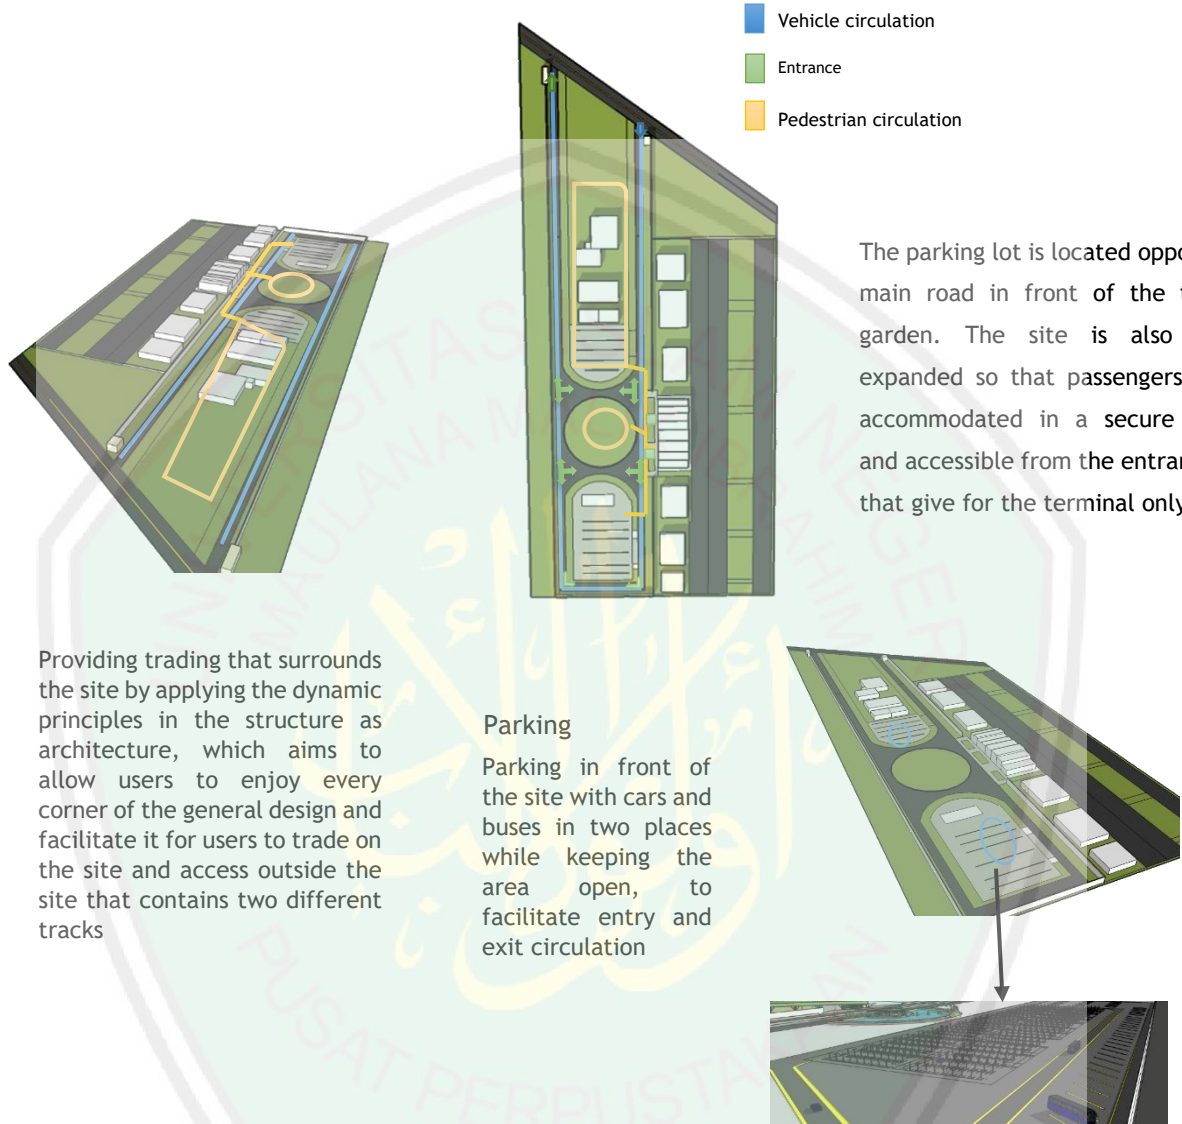 Vehicle circulation
Entrance
Pedestrian circulation
The parking lot is located
main road in front of the
garden. The site is also
expanded so that passengers
accommodated in a secure
and accessible from the
that give for the terminal only
Providing trading that surrounds
the site by applying the dynamic
principles in the structure as
architecture, which aims to
allow users to enjoy every
corner of the general design and
facilitate it for users to trade on
the site and access outside the
site that contains two different
tracks
Parking
Parking in front of
the site with cars and
buses in two places
while keeping the
area open, to
facilitate entry and
exit circulation
PUSAT PERPUSTAKAAN